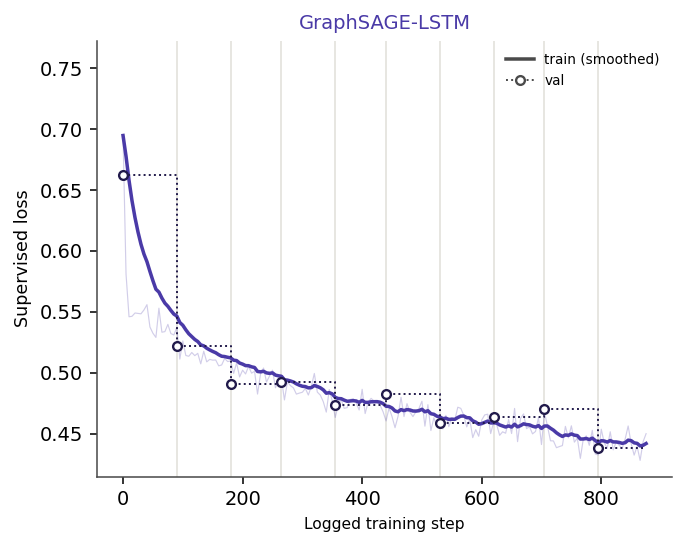 GraphSAGE-LSTM
train (smoothed)
val
Supervised loss
0.75
0.70
0.65
0.60
0.55
0.50
0.45
0 200 400 600 800
Logged training step